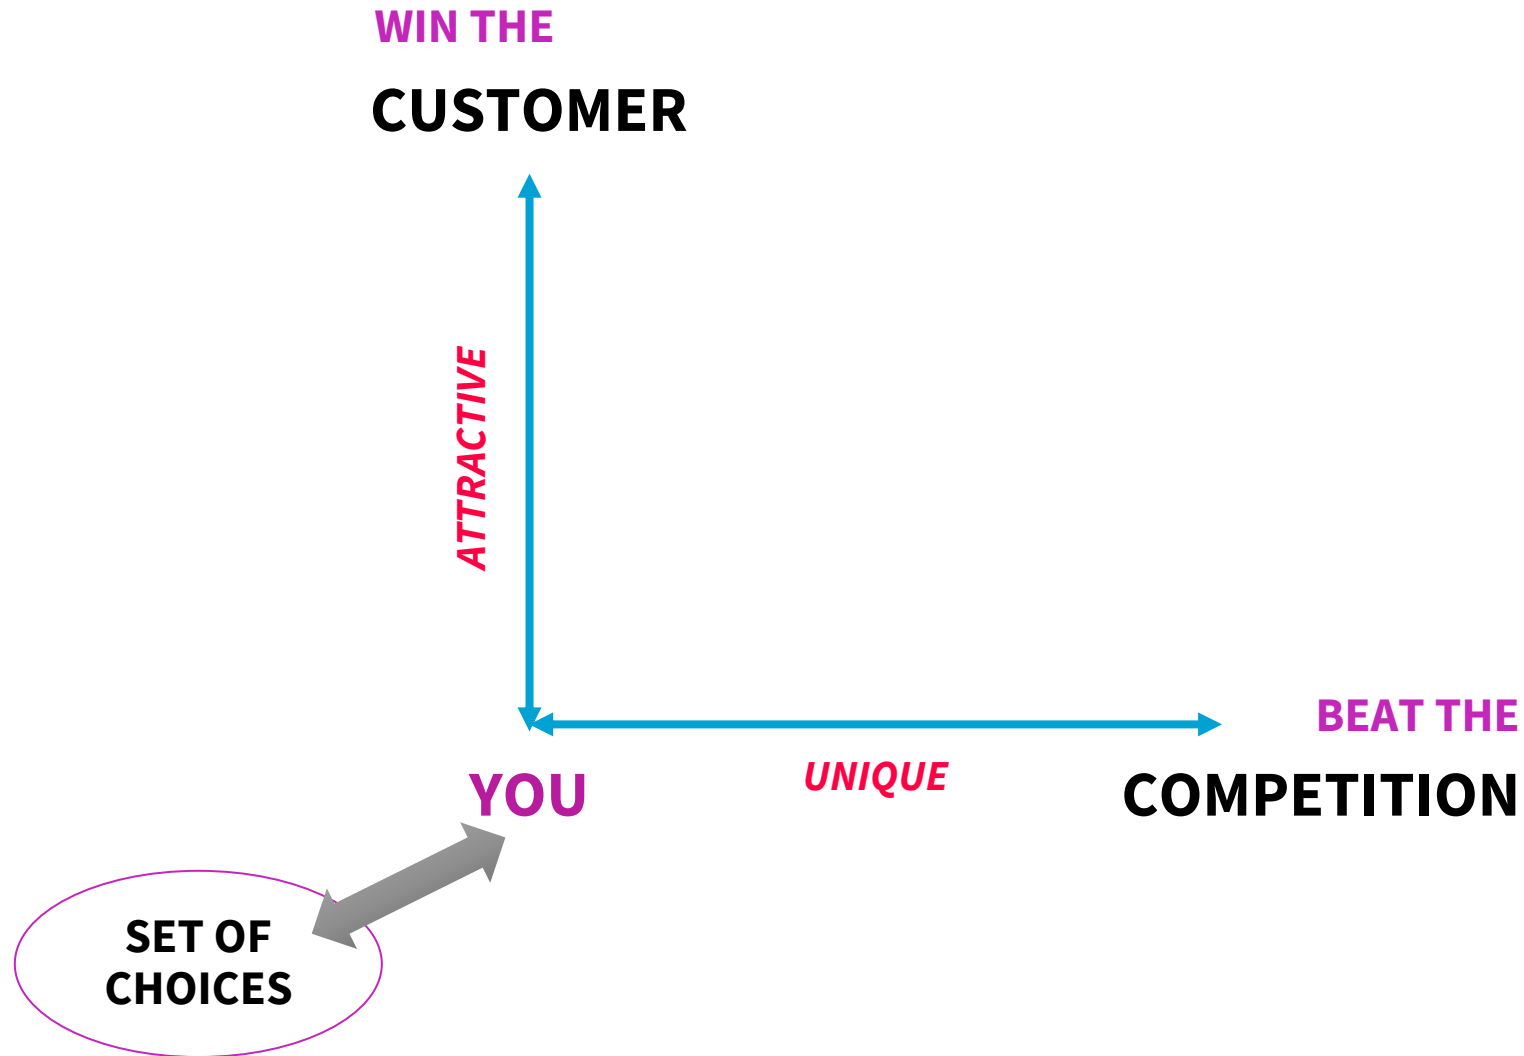 WIN THE
CUSTOMER
ATTRACTIVE
BEAT THE
YOU
UNIQUE
COMPETITION
SET OF
CHOICES